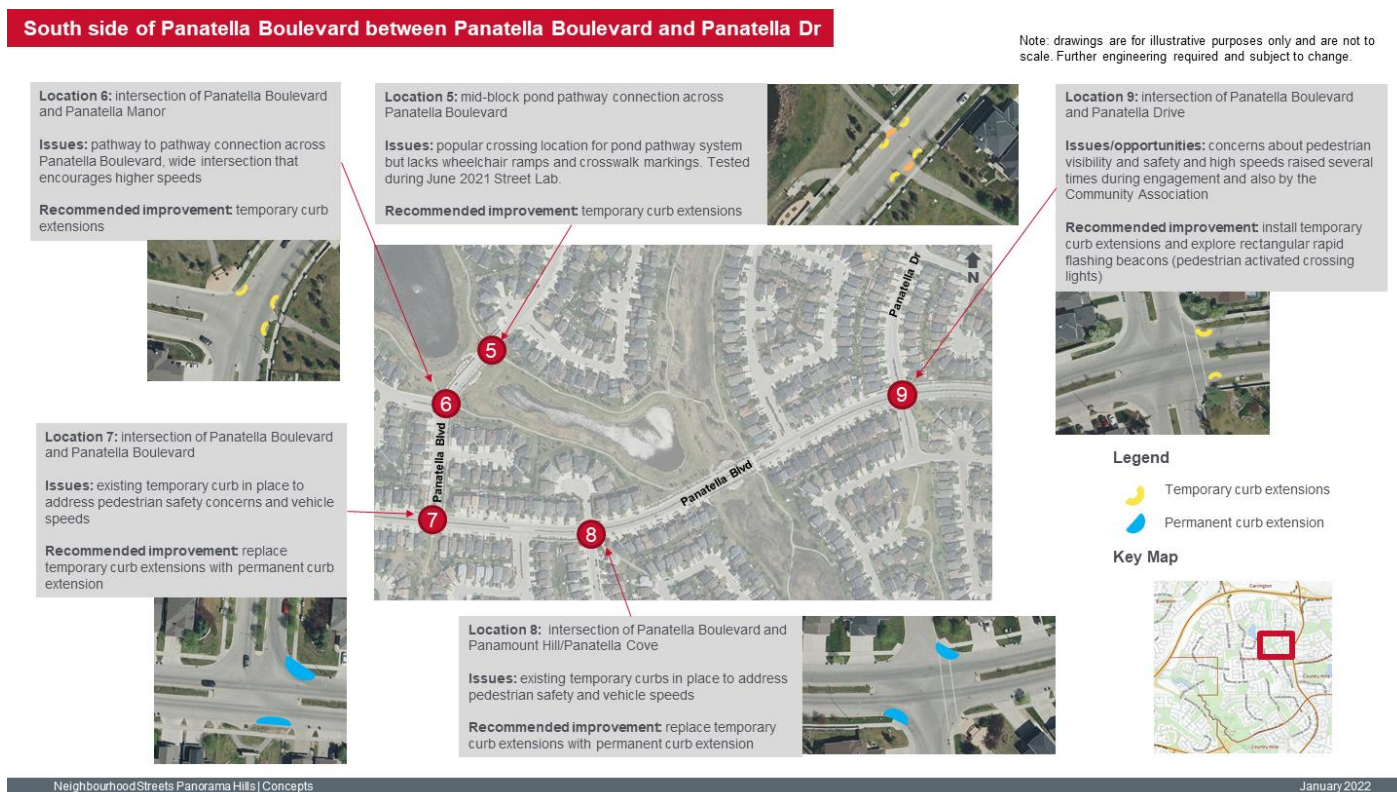 South side of Panatella Boulevard between Panatella Boulevard and Panatella Dr
Note: drawings are for illustrative purposes only and are not to
scale. Further engineering required and subject to change.
Location 6: intersection of Panatella Boulevard
and Panatella Manor
Issues: pathway to pathway connection across
Panatella Boulevard, wide intersection that
encourages higher speeds
Recommended improvement: temporary curb
extensions
Location 5: mid-block pond pathway connection across
Panatella Boulevard
Issues: popular crossing location for pond pathway system
but lacks wheelchair ramps and crosswalk markings. Tested
during June 2021 Street Lab.
Recommended improvement: temporary curb extensions
Location 9: intersection of Panatella Boulevard
and Panatella Drive
Issues/opportunities: concerns about pedestrian
visibility and safety and high speeds raised several
times during engagement and also by the
Community Association
Recommended improvement: install temporary
curb extensions and explore rectangular rapid
flashing beacons (pedestrian activated crossing
lights)
Panatella Dr
N
5
6
9
Panatella Blvd
Panatella Blvd
7
8
Location 7: intersection of Panatella Boulevard
and Panatella Boulevard
Issues: existing temporary curb in place to
address pedestrian safety concerns and vehicle
speeds
Recommended improvement: replace
temporary curb extensions with permanent curb
extension
Location 8: intersection of Panatella Boulevard and
Panamount Hill/Panatella Cove
Issues: existing temporary curbs in place to address
pedestrian safety and vehicle speeds
Recommended improvement: replace temporary
curb extensions with permanent curb extension
Legend
Temporary curb extensions
Permanent curb extension
Key Map
Carrington
Evanston
Country Hills
Country Hills
Neighbourhood Streets Panorama Hills | Concepts
January 2022